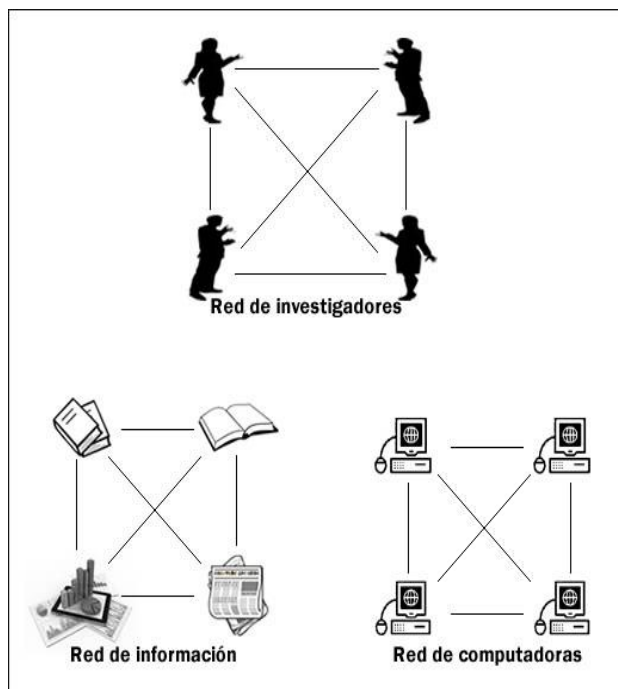 Red de investigadores
Red de información
Red de computadoras